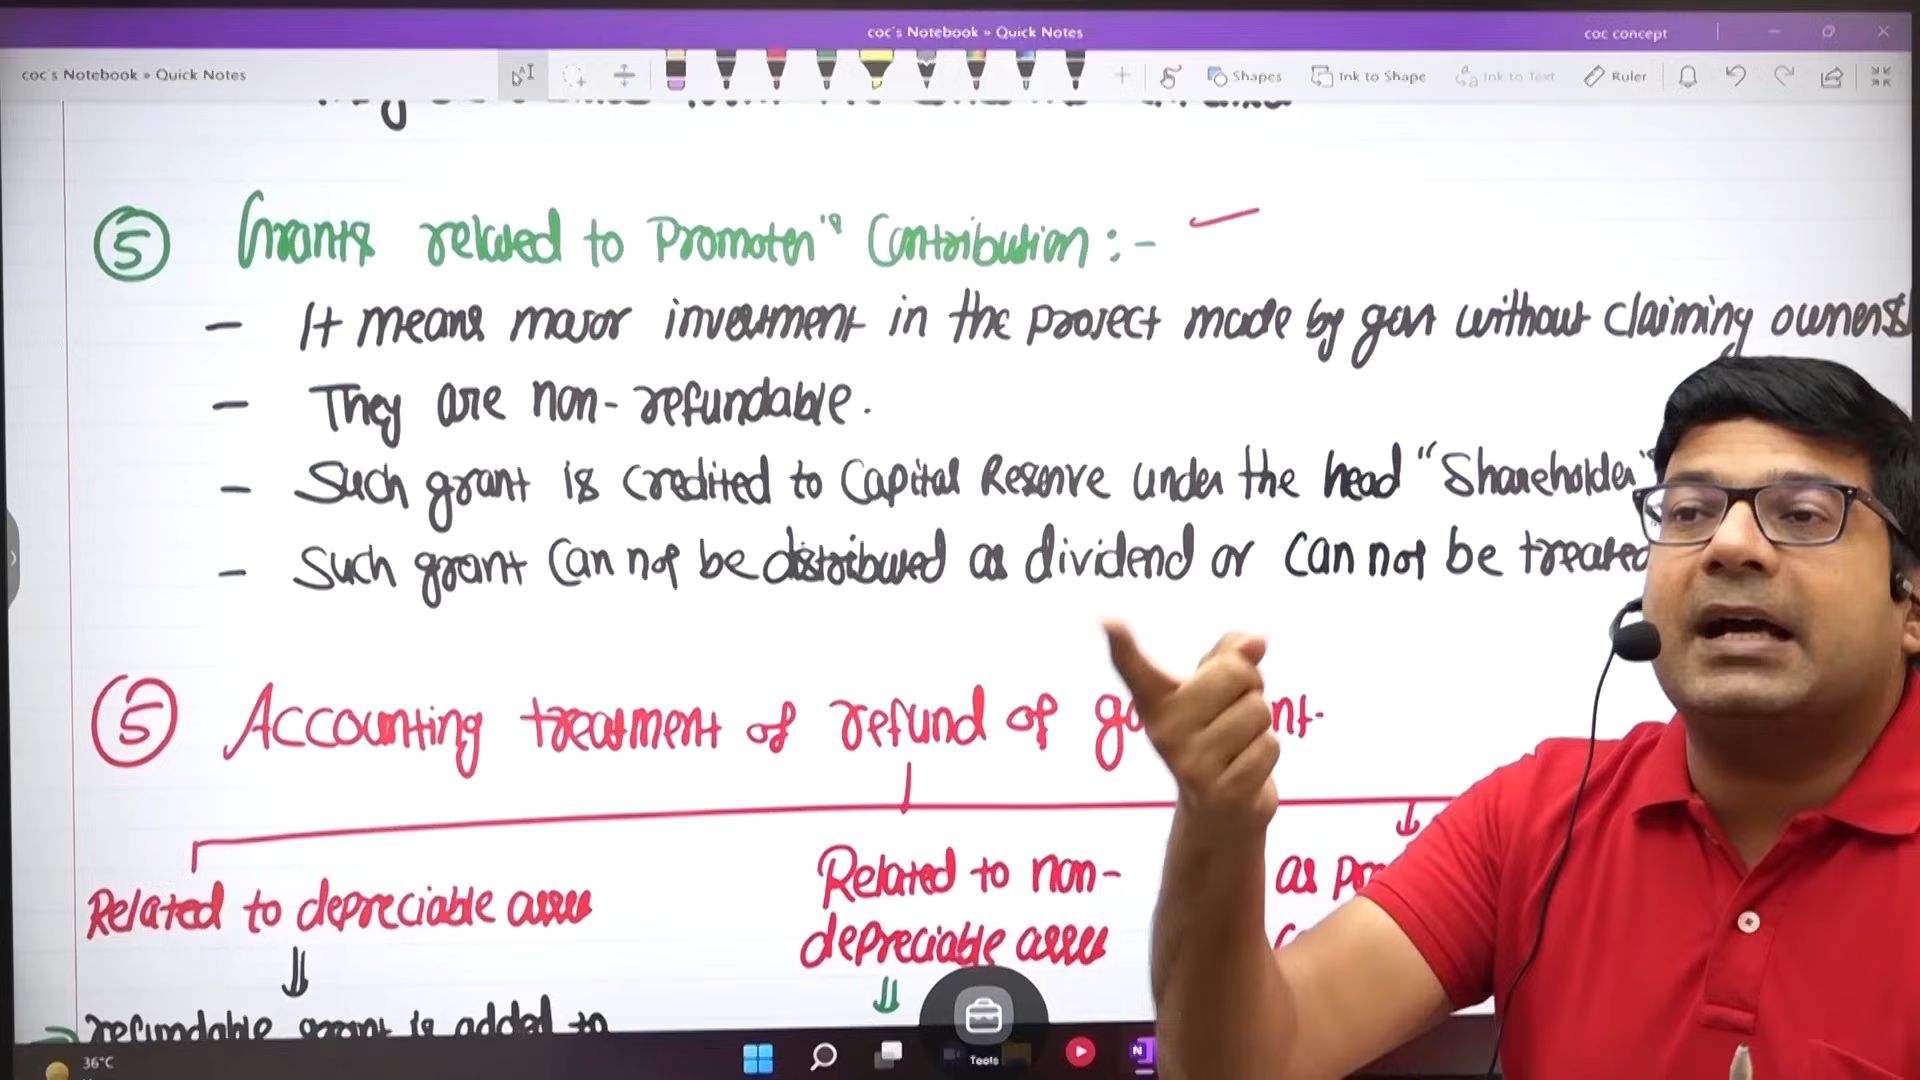 coc's Notebook » Quick Notes
coc concept
coc's Notebook » Quick Notes
Shapes
Ink to Shape
Ink to Text
Ruler
5 Grants related to Promoter's Contribution :-
- It means major investment in the project made by govt without claiming owners
- They are non-refundable.
- Such grant is credited to Capital Reserve under the head "Shareholder"
- Such grant can not be distributed as dividend or can not be treated
5 Accounting treatment of refund of
Related to depreciable asset
Related to non-
depreciable asset
as
refundable grant is added to
36°C
Tools